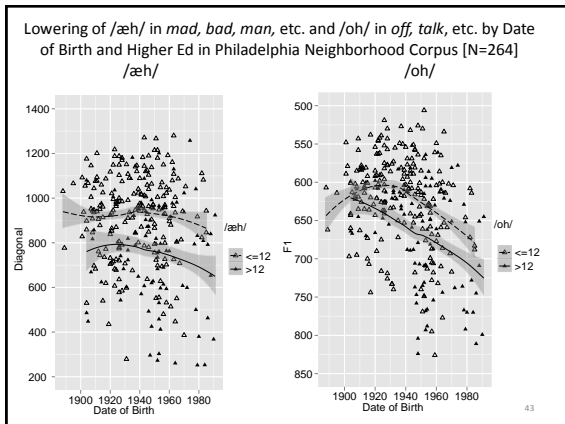 Lowering of /æh/ in mad, bad, man, etc. and /oh/ in off, talk, etc. by Date
of Birth and Higher Ed in Philadelphia Neighborhood Corpus [N=264]
/æh/
/oh/
1400
1200
1000
800
600
400
200
Diagonal
1900 1920 1940 1960 1980
Date of Birth
/æh/
<=12
>12
500
550
600
650
700
750
800
850
F1
1900 1920 1940 1960 1980
Date of Birth
/oh/
<=12
>12
43